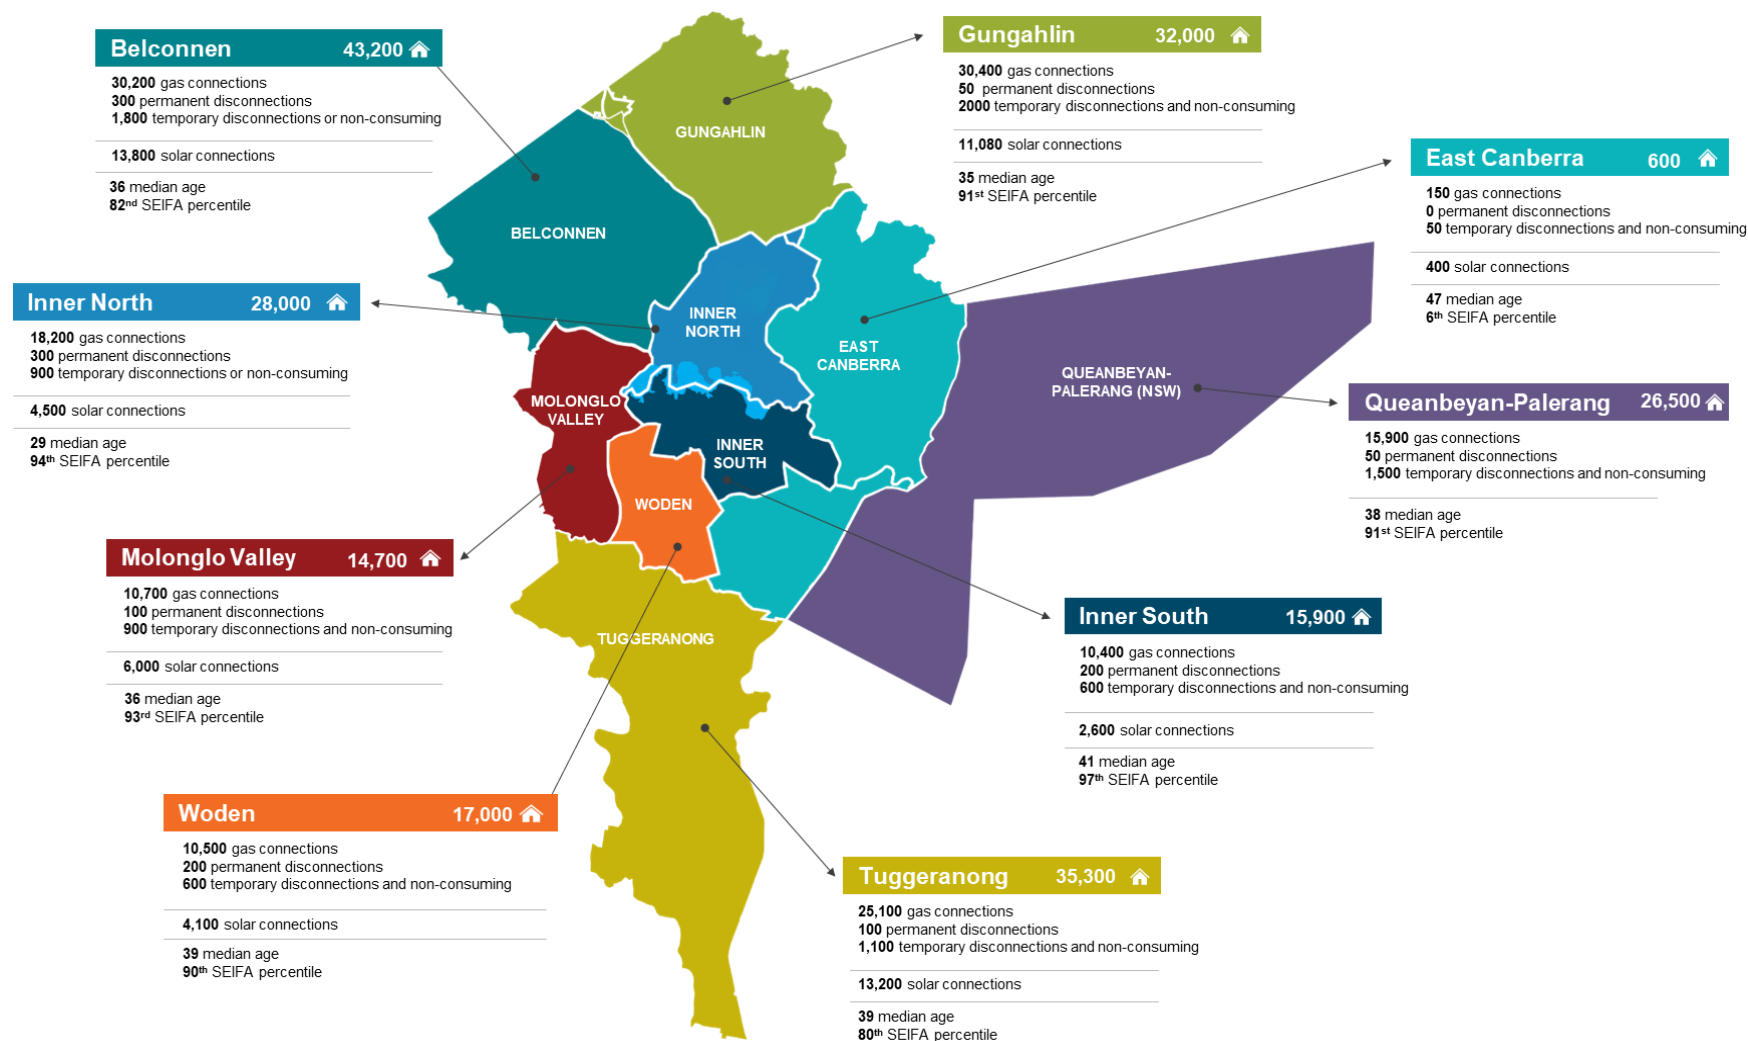 Belconnen 43,200
30,200 gas connections
300 permanent disconnections
1,800 temporary disconnections or non-consuming
13,800 solar connections
36 median age
82nd SEIFA percentile
Gungahlin 32,000
30,400 gas connections
50 permanent disconnections
2000 temporary disconnections and non-consuming
11,080 solar connections
35 median age
91st SEIFA percentile
East Canberra 600
150 gas connections
0 permanent disconnections
50 temporary disconnections and non-consuming
400 solar connections
47 median age
6th SEIFA percentile
Inner North 28,000
18,200 gas connections
300 permanent disconnections
900 temporary disconnections or non-consuming
4,500 solar connections
29 median age
94th SEIFA percentile
Queanbeyan-Palerang 26,500
15,900 gas connections
50 permanent disconnections
1,500 temporary disconnections and non-consuming
38 median age
91st SEIFA percentile
Molonglo Valley 14,700
10,700 gas connections
100 permanent disconnections
900 temporary disconnections and non-consuming
6,000 solar connections
36 median age
93rd SEIFA percentile
Inner South 15,900
10,400 gas connections
200 permanent disconnections
600 temporary disconnections and non-consuming
2,600 solar connections
41 median age
97th SEIFA percentile
Woden 17,000
10,500 gas connections
200 permanent disconnections
600 temporary disconnections and non-consuming
4,100 solar connections
39 median age
90th SEIFA percentile
Tuggeranong 35,300
25,100 gas connections
100 permanent disconnections
1,100 temporary disconnections and non-consuming
13,200 solar connections
39 median age
80th SEIFA percentile
GUNGAHLIN
BELCONNEN
INNER
NORTH
EAST
CANBERRA
QUEANBEYAN-
PALERANG (NSW)
MOLONGLO
VALLEY
INNER
SOUTH
WODEN
TUGGERANONG